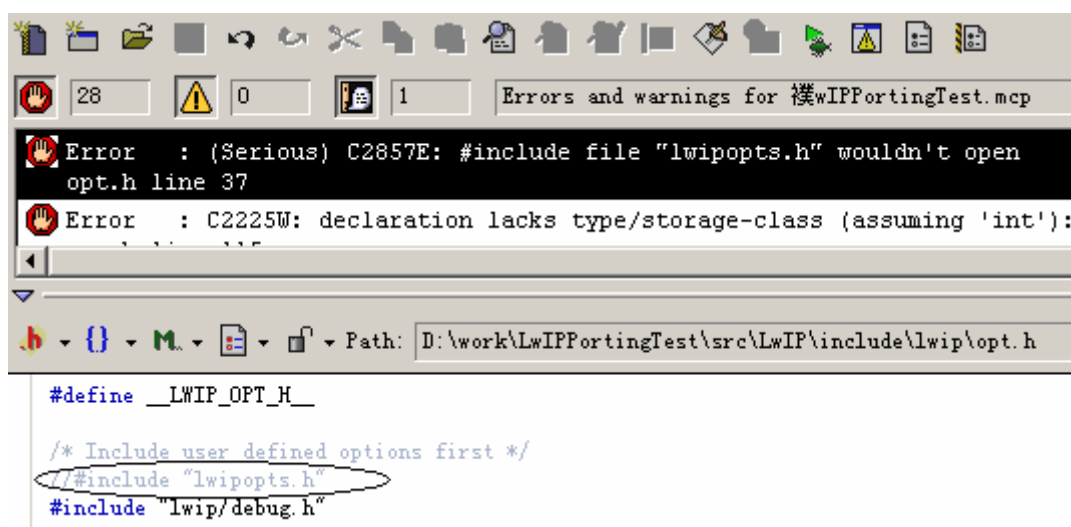 28 0 1 Errors and warnings for 襥wIPPortingTest.mcp
Error : (Serious) C2857E: #include file "lwipopts.h" wouldn't open
opt.h line 37
Error : C2225W: declaration lacks type/storage-class (assuming 'int'):
.h {} M. Path: D:\work\LwIPPortingTest\src\LwIP\include\lwip\opt.h
#define __LWIP_OPT_H__
/* Include user defined options first */
//#include "lwipopts.h"
#include "lwip/debug.h"